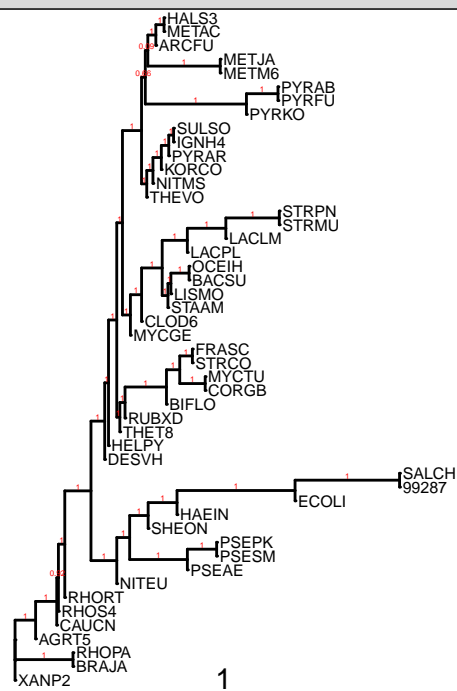 HALS3
METAC
ARCFU
METJA
METM6
PYRAB
PYRFU
PYRKO
SULSO
IGNH4
PYRAR
KORCO
NITMS
THEVO
STRPN
STRMU
LACLM
LACPL
OCEIH
BACSU
LISMO
STAAM
CLOD6
MYCGE
FRASC
STRCO
MYCTU
CORGB
BIFLO
RUBXD
THET8
HELPY
DESVH
SALCH
99287
ECOLI
HAEIN
SHEON
PSEPK
PSESM
PSEAE
NITEU
RHORT
RHOS4
CAUCN
AGRT5
RHOPA
BRAJA
XANP2
1